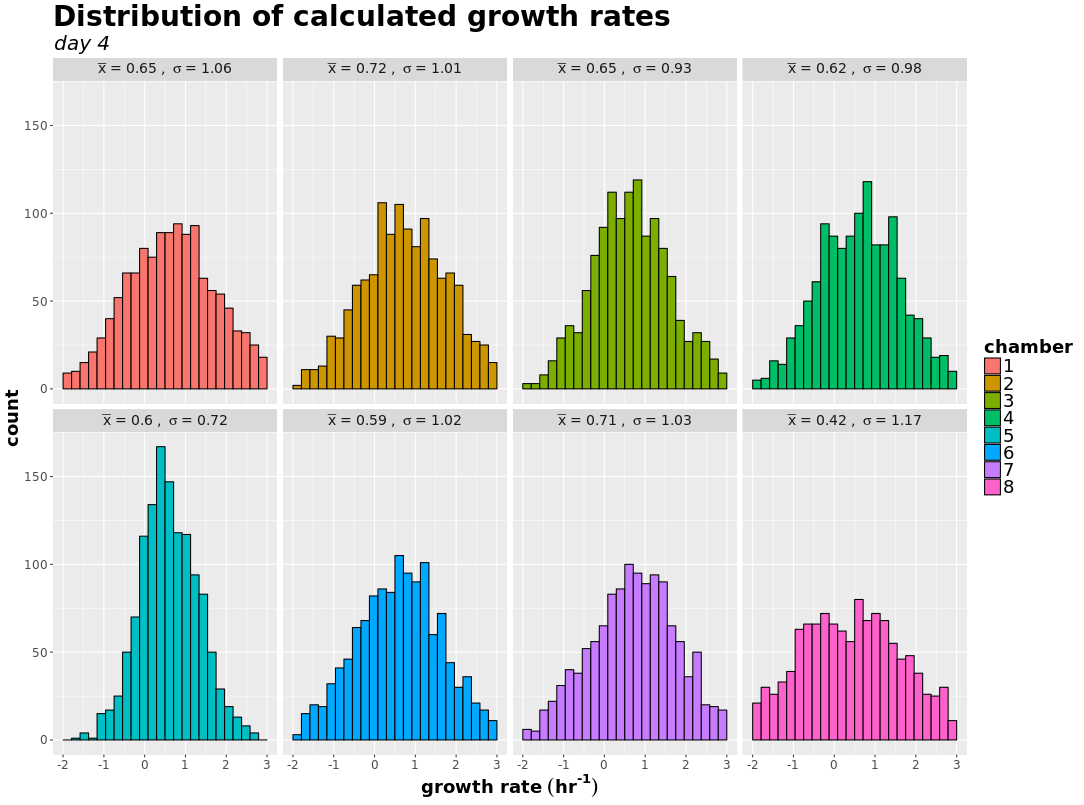 Distribution of calculated growth rates
day 4
x̅ = 0.65 , σ = 1.06
x̅ = 0.72 , σ = 1.01
x̅ = 0.65 , σ = 0.93
x̅ = 0.62 , σ = 0.98
150
100
50
0
count
x̅ = 0.6 , σ = 0.72
x̅ = 0.59 , σ = 1.02
x̅ = 0.71 , σ = 1.03
x̅ = 0.42 , σ = 1.17
150
100
50
0
-2 -1 0 1 2 3
-2 -1 0 1 2 3
-2 -1 0 1 2 3
-2 -1 0 1 2 3
growth rate (hr⁻¹)
chamber
1
2
3
4
5
6
7
8